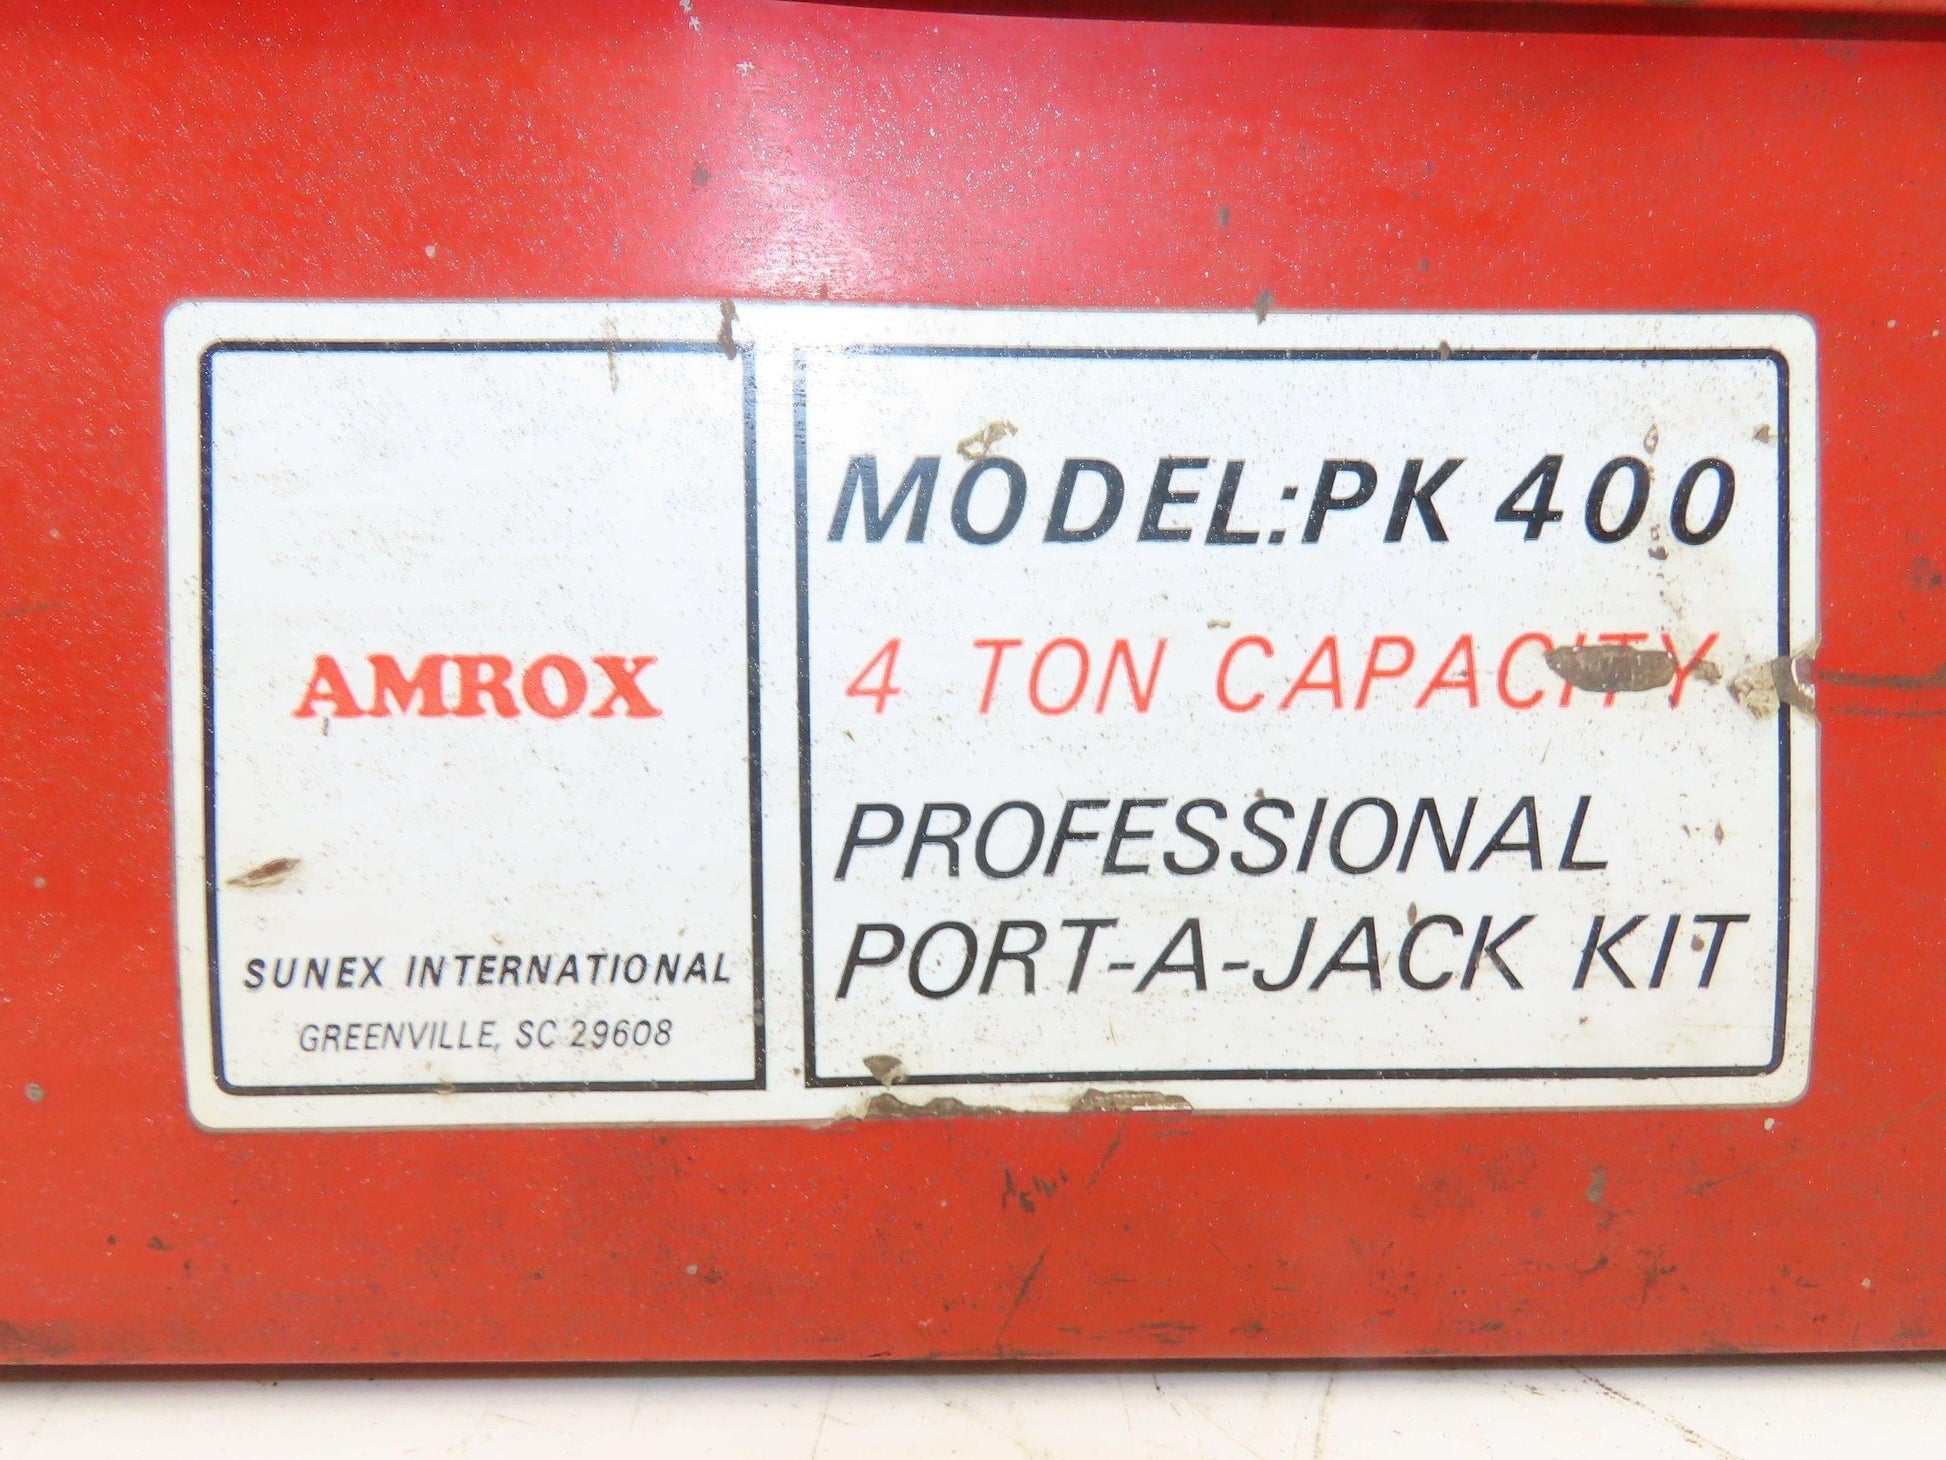 AMROX
SUNEX INTERNATIONAL
GREENVILLE, SC 29608
MODEL:PK 400
4 TON CAPACITY
PROFESSIONAL
PORT-A-JACK KIT